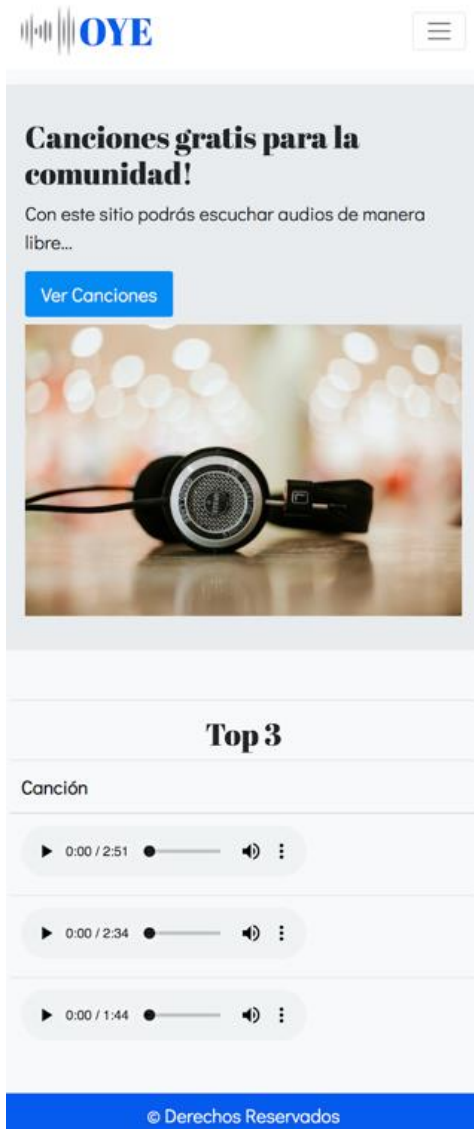 OYE
Canciones gratis para la
comunidad!
Con este sitio podrás escuchar audios de manera
libre...
Ver Canciones
Top 3
Canción
0:00 / 2:51
0:00 / 2:34
0:00 / 1:44
© Derechos Reservados